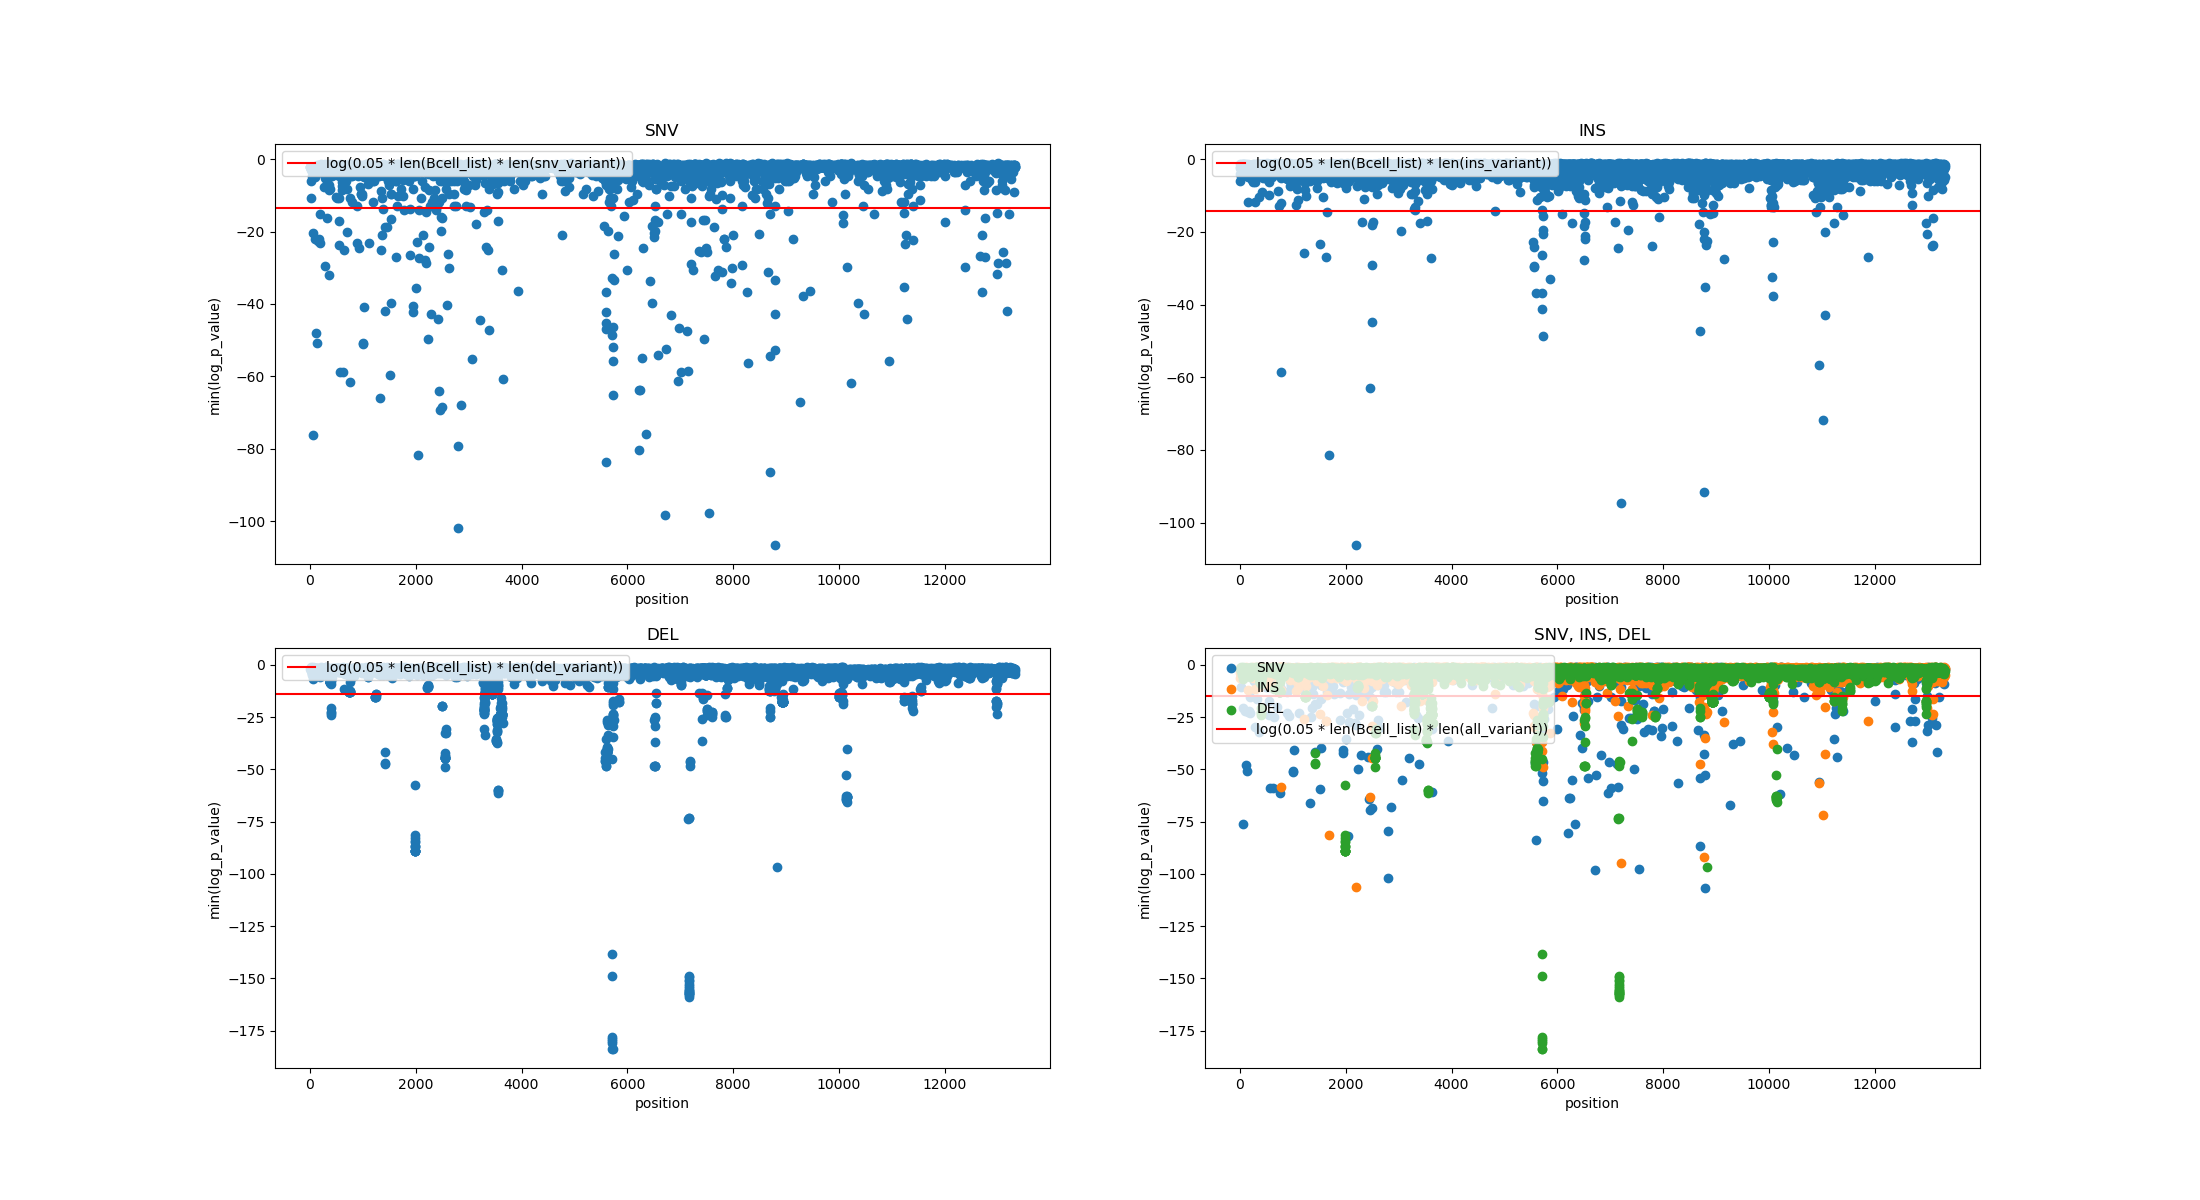 SNV
log(0.05 * len(Bcell_list) * len(snv_variant))
min(log_p_value)
0
−20
−40
−60
−80
−100
0 2000 4000 6000 8000 10000 12000
position
INS
log(0.05 * len(Bcell_list) * len(ins_variant))
min(log_p_value)
0
−20
−40
−60
−80
−100
0 2000 4000 6000 8000 10000 12000
position
DEL
log(0.05 * len(Bcell_list) * len(del_variant))
min(log_p_value)
0
−25
−50
−75
−100
−125
−150
−175
0 2000 4000 6000 8000 10000 12000
position
SNV, INS, DEL
SNV
INS
DEL
log(0.05 * len(Bcell_list) * len(all_variant))
min(log_p_value)
0
−25
−50
−75
−100
−125
−150
−175
0 2000 4000 6000 8000 10000 12000
position